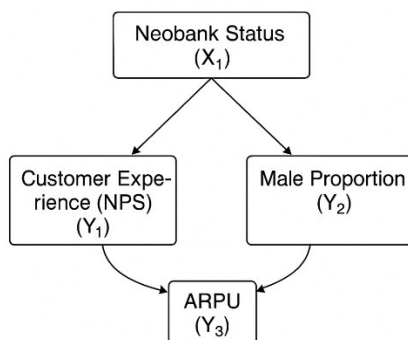 Neobank Status
(X₁)
Customer Expe-
rience (NPS)
(Y₁)
Male Proportion
(Y₂)
ARPU
(Y₃)